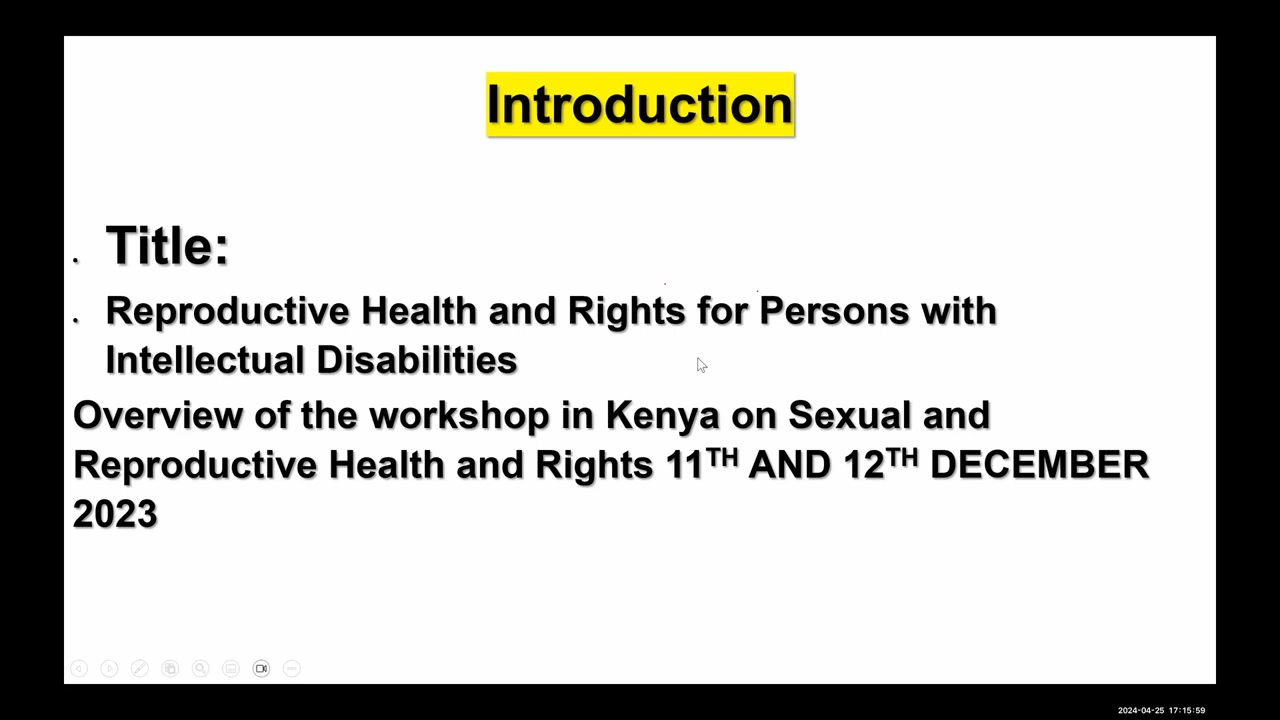 Introduction
. Title:
. Reproductive Health and Rights for Persons with
Intellectual Disabilities
Overview of the workshop in Kenya on Sexual and
Reproductive Health and Rights 11TH AND 12TH DECEMBER
2023
2024-04-25 17:15:59